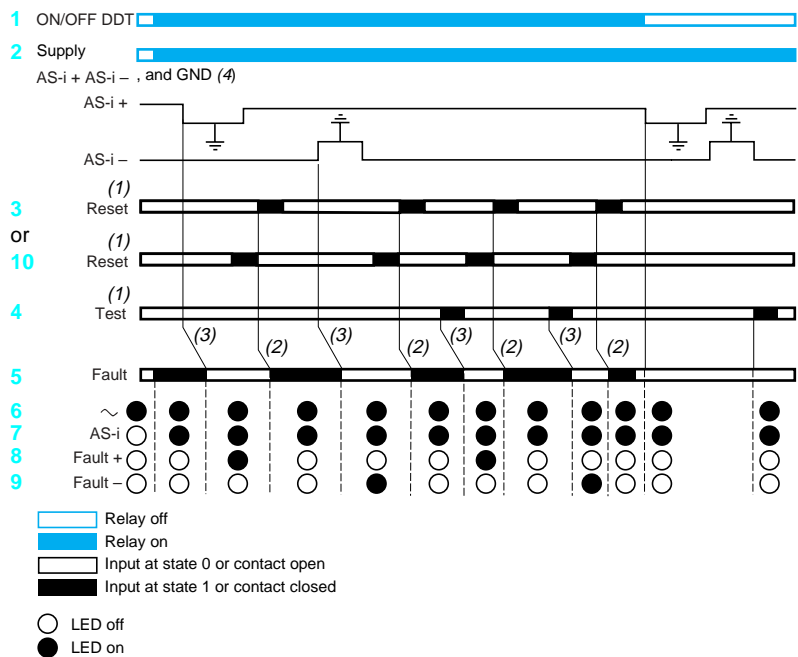 1 ON/OFF DDT
2 Supply
AS-i + AS-i – , and GND (4)
AS-i +
AS-i –
(1)
3 Reset
or
(1)
10 Reset
(1)
4 Test
(3) (2) (3) (2) (3) (2) (3) (2)
5 Fault
6 ~
7 AS-i
8 Fault +
9 Fault –
Relay off
Relay on
Input at state 0 or contact open
Input at state 1 or contact closed
LED off
LED on